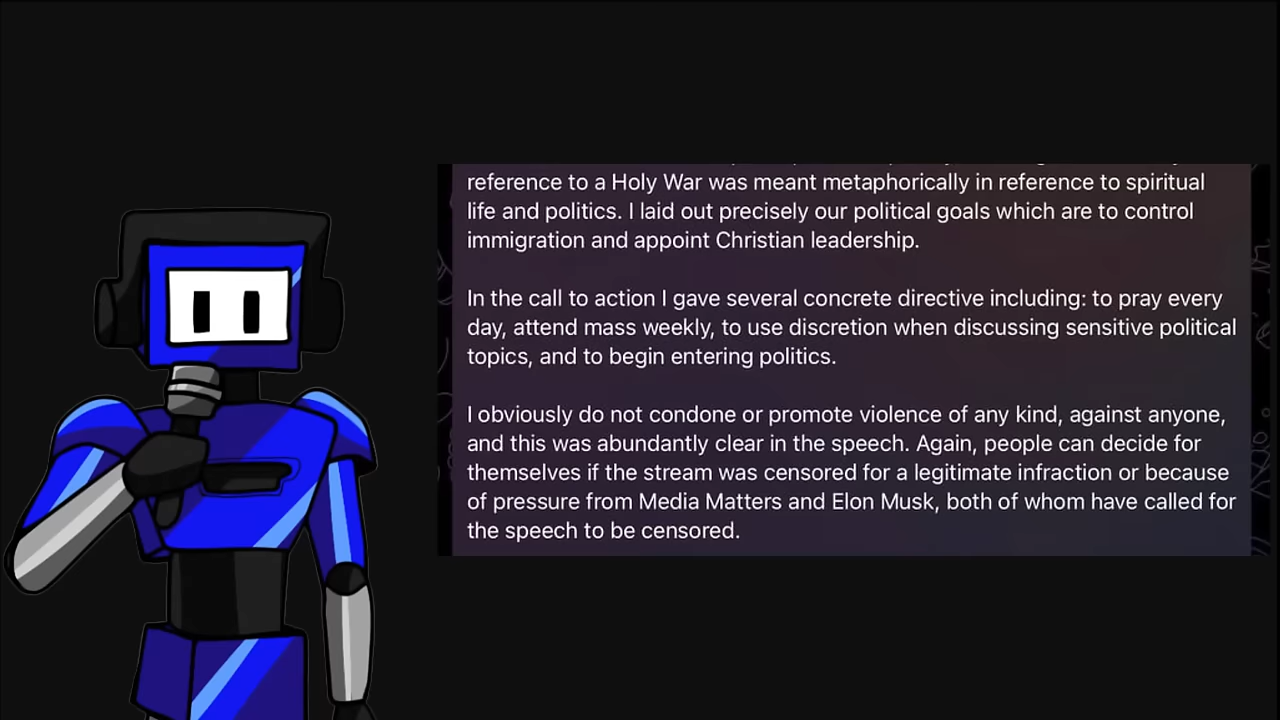 reference to a Holy War was meant metaphorically in reference to spiritual
life and politics. I laid out precisely our political goals which are to control
immigration and appoint Christian leadership.
In the call to action I gave several concrete directive including: to pray every
day, attend mass weekly, to use discretion when discussing sensitive political
topics, and to begin entering politics.
I obviously do not condone or promote violence of any kind, against anyone,
and this was abundantly clear in the speech. Again, people can decide for
themselves if the stream was censored for a legitimate infraction or because
of pressure from Media Matters and Elon Musk, both of whom have called for
the speech to be censored.